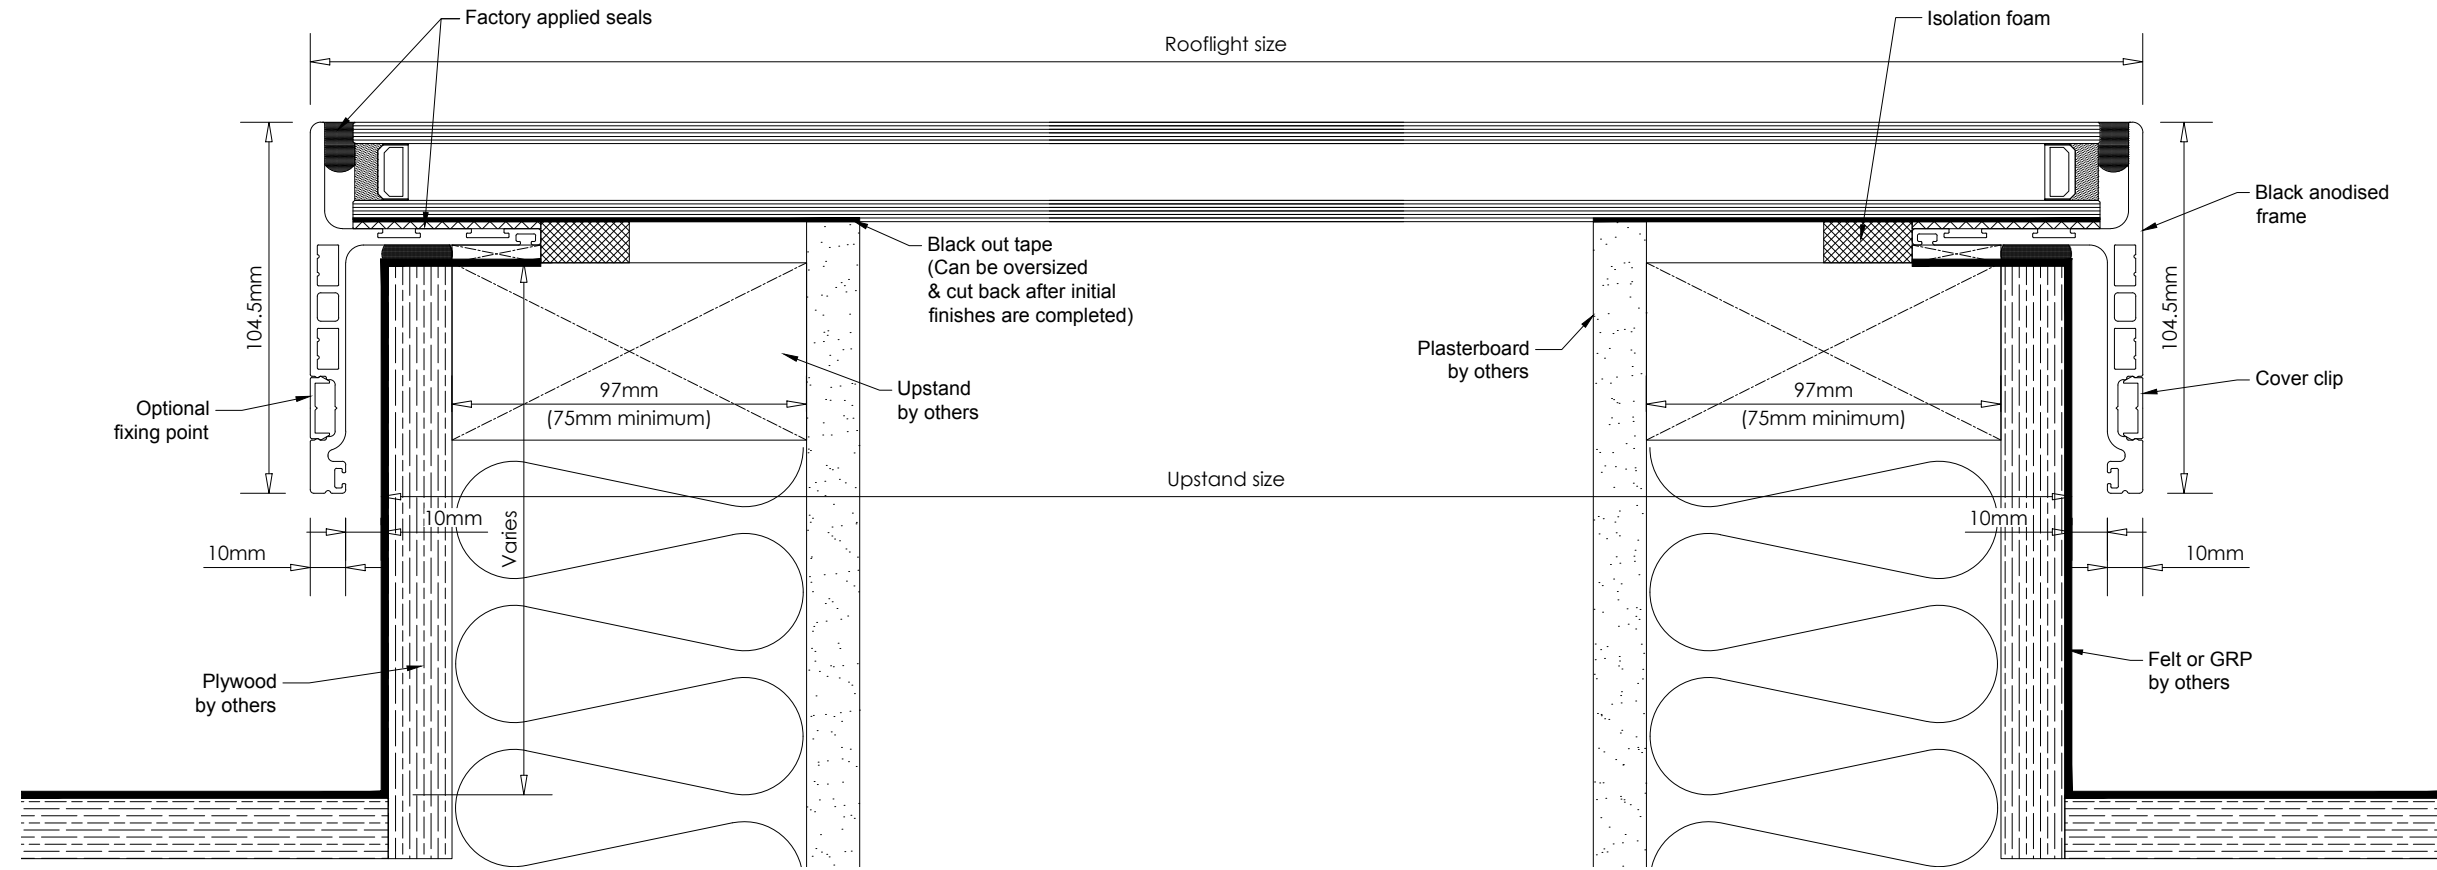 Factory applied seals
Isolation foam
Rooflight size
104.5mm
104.5mm
Black anodised
frame
Black out tape
(Can be oversized
& cut back after initial
finishes are completed)
Plasterboard
by others
Cover clip
97mm
(75mm minimum)
97mm
(75mm minimum)
Upstand
by others
Optional
fixing point
Upstand size
10mm
10mm
Varies
10mm
10mm
Plywood
by others
Felt or GRP
by others